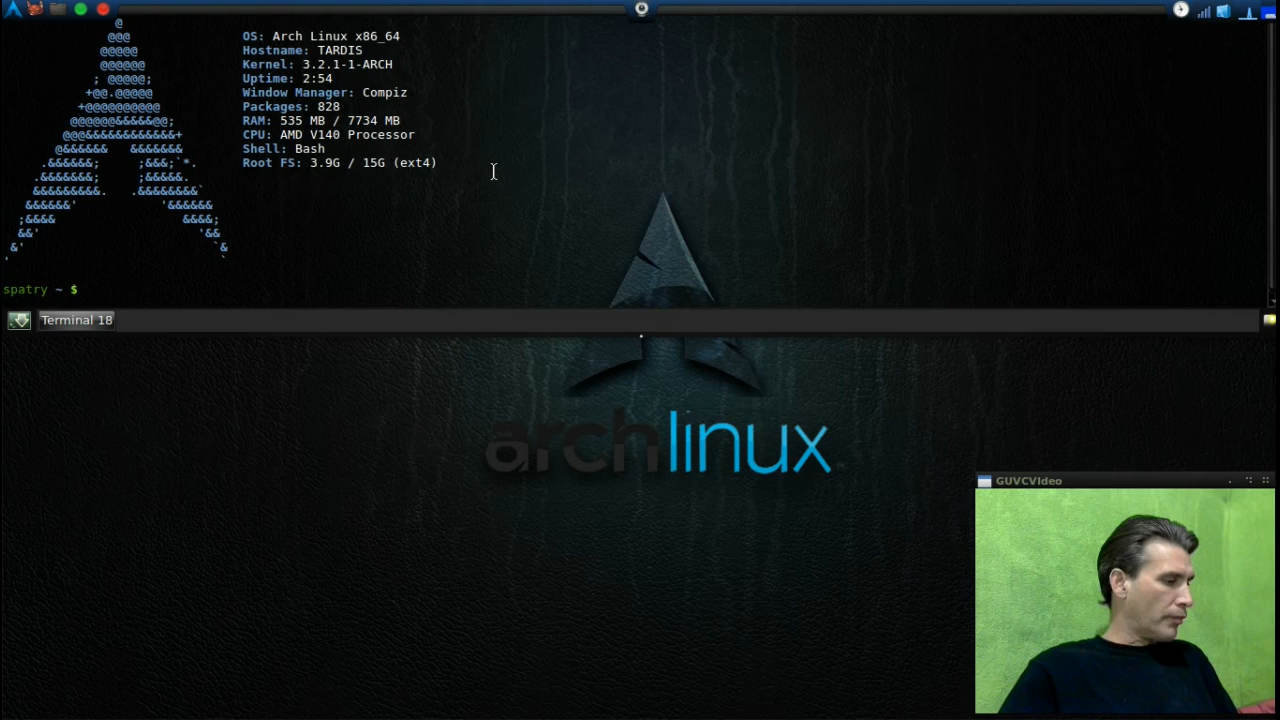 OS: Arch Linux x86_64
Hostname: TARDIS
Kernel: 3.2.1-1-ARCH
Uptime: 2:54
Window Manager: Compiz
Packages: 828
RAM: 535 MB / 7734 MB
CPU: AMD V140 Processor
Shell: Bash
Root FS: 3.9G / 15G (ext4)
spatry ~ $
Terminal 18
archlinux
GUVCVIdeo